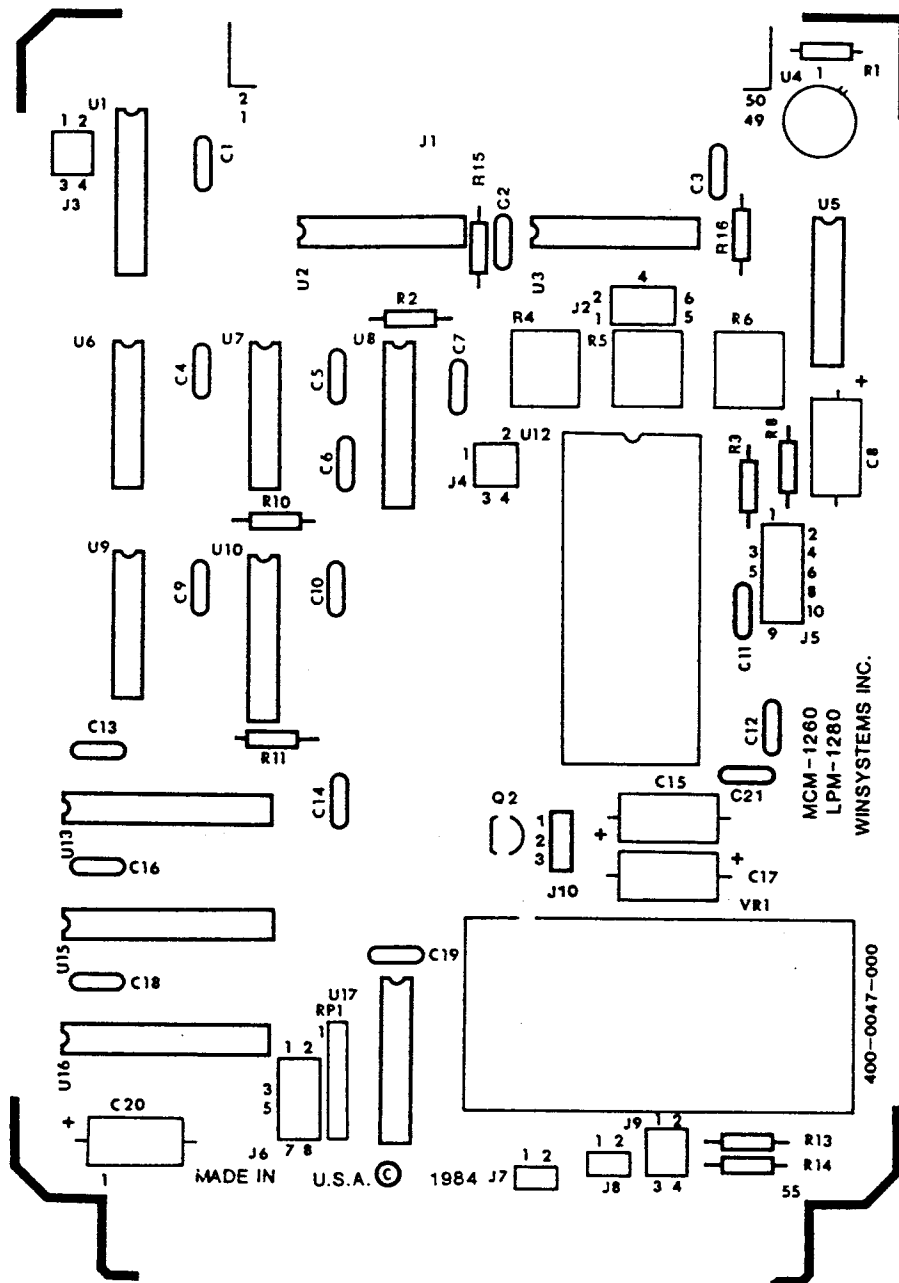 R1
U4 1
2
1
50
49
U1
1 2
3 4
J3
C1
J1
R15
C2
C3
R16
U5
U2
U3
R2
J2
2
1
4
6
5
R4
R5
R6
U6
C4
U7
C5
U8
C7
+
C8
C6
1
2
U12
J4
3 4
R3
R8
R10
U9
C9
U10
C10
1
3
5
2
4
6
8
10
9
J5
C11
C13
R11
C14
C12
C21
MCM-1260
LPM-1280
WINSYSTEMS INC.
Q2
1
2
3
J10
C15
+
+
C17
U13
C16
VR1
U15
C18
C19
400-0047-000
U17
RP1
1
U16
1 2
3
5
7 8
J6
C20
+
1
MADE IN U.S.A. © 1984
J7
1 2
1 2
J8
J9
1 2
3 4
R13
R14
55